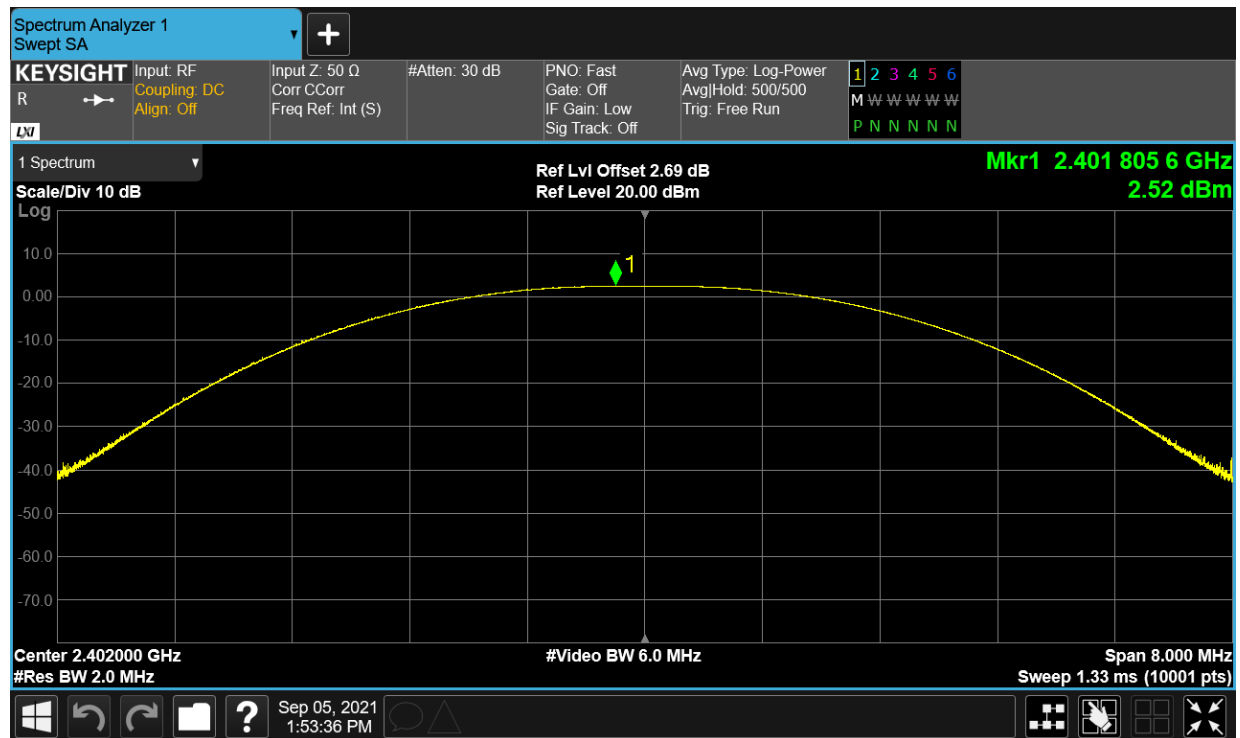 Spectrum Analyzer 1
Swept SA
KEYSIGHT
R
LXI
Input: RF
Coupling: DC
Align: Off
Input Z: 50 Ω
Corr CCorr
Freq Ref: Int (S)
#Atten: 30 dB
PNO: Fast
Gate: Off
IF Gain: Low
Sig Track: Off
Avg Type: Log-Power
Avg|Hold: 500/500
Trig: Free Run
1 2 3 4 5 6
M W W W W W
P N N N N N
1 Spectrum
Scale/Div 10 dB
Log
Ref Lvl Offset 2.69 dB
Ref Level 20.00 dBm
Mkr1 2.401 805 6 GHz
2.52 dBm
1
10.0
0.00
-10.0
-20.0
-30.0
-40.0
-50.0
-60.0
-70.0
Center 2.402000 GHz
#Res BW 2.0 MHz
#Video BW 6.0 MHz
Span 8.000 MHz
Sweep 1.33 ms (10001 pts)
?
Sep 05, 2021
1:53:36 PM